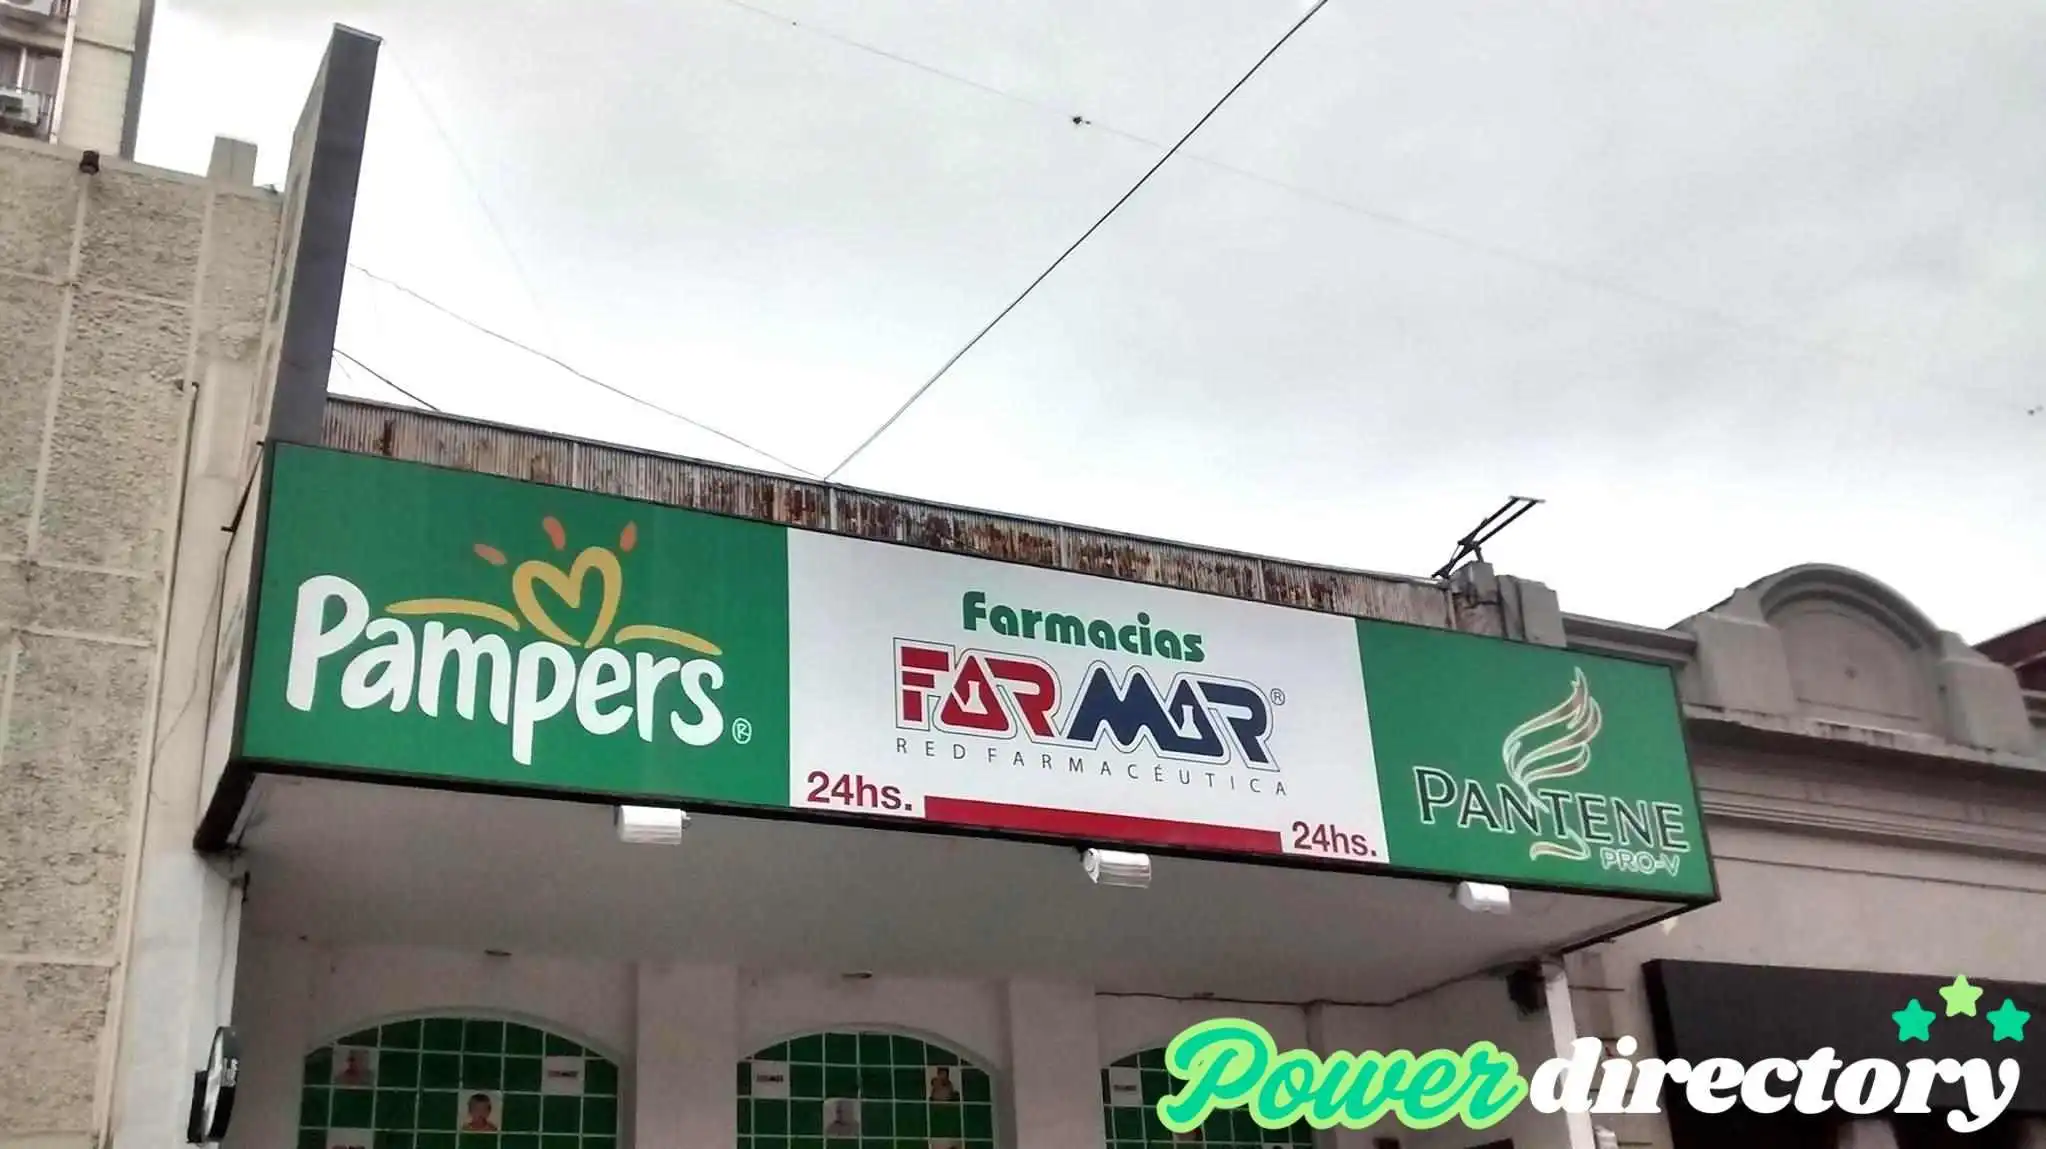 Pampers®
Farmacias
FARMAR®
RED FARMACÉUTICA
24hs.
24hs.
PANTENE
PRO-V
Power directory